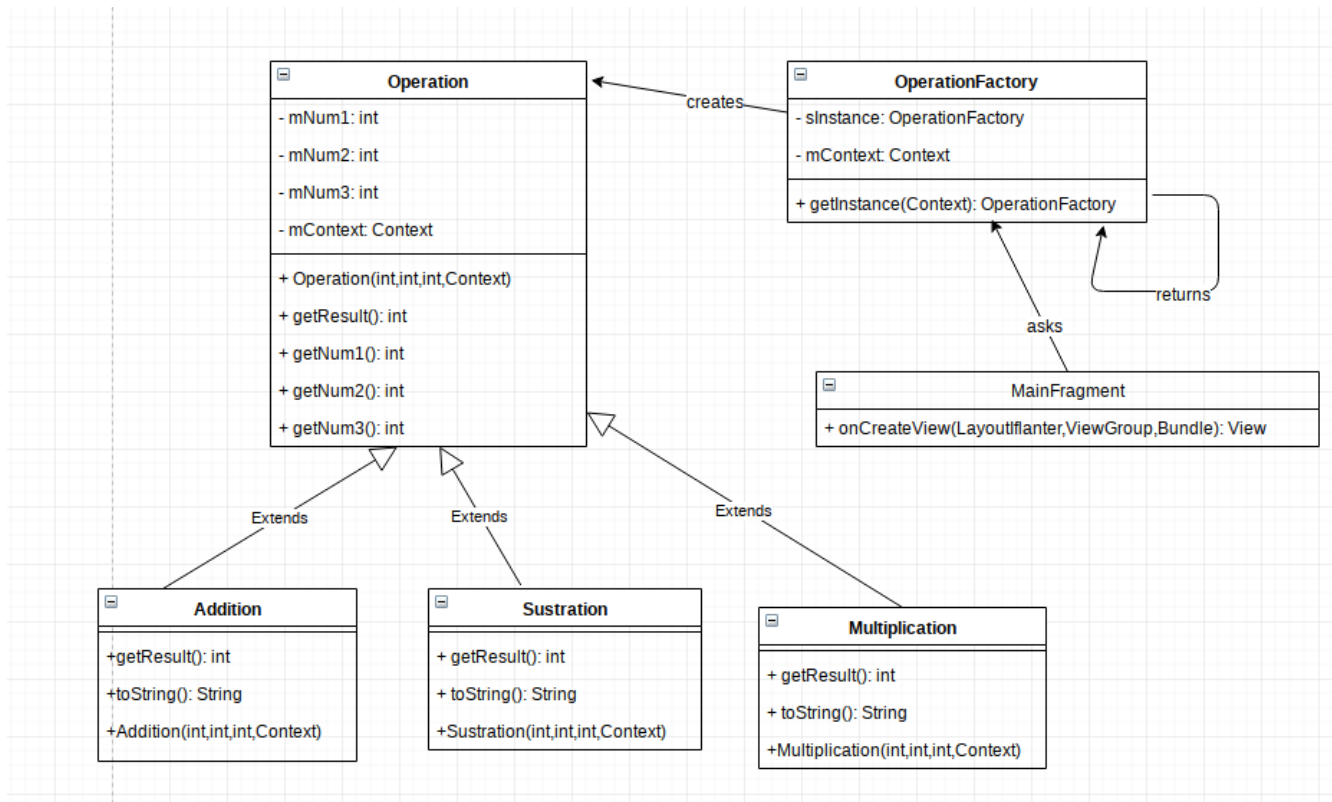 Operation
- mNum1: int
- mNum2: int
- mNum3: int
- mContext: Context
+ Operation(int,int,int,Context)
+ getResult(): int
+ getNum1(): int
+ getNum2(): int
+ getNum3(): int
creates
OperationFactory
- sInstance: OperationFactory
- mContext: Context
+ getInstance(Context): OperationFactory
returns
asks
MainFragment
+ onCreateView(LayoutIflanter,ViewGroup,Bundle): View
Extends
Extends
Extends
Addition
+getResult(): int
+toString(): String
+Addition(int,int,int,Context)
Sustration
+ getResult(): int
+ toString(): String
+Sustration(int,int,int,Context)
Multiplication
+ getResult(): int
+ toString(): String
+Multiplication(int,int,int,Context)